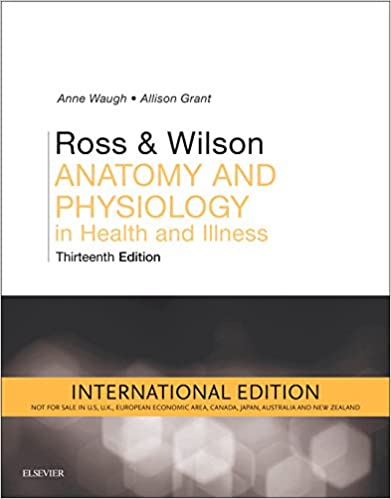 Anne Waugh • Allison Grant
Ross & Wilson
ANATOMY AND
PHYSIOLOGY
in Health and Illness
Thirteenth Edition
INTERNATIONAL EDITION
NOT FOR SALE IN U.S, U.K., EUROPEAN ECONOMIC AREA, CANADA, JAPAN, AUSTRALIA AND NEW ZEALAND
ELSEVIER